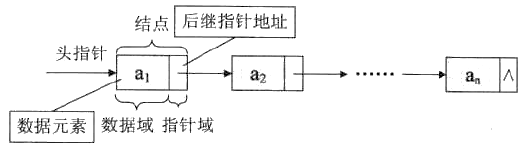 结点
后继指针地址
头指针
a1 a2 …… an ∧
数据元素
数据域 指针域